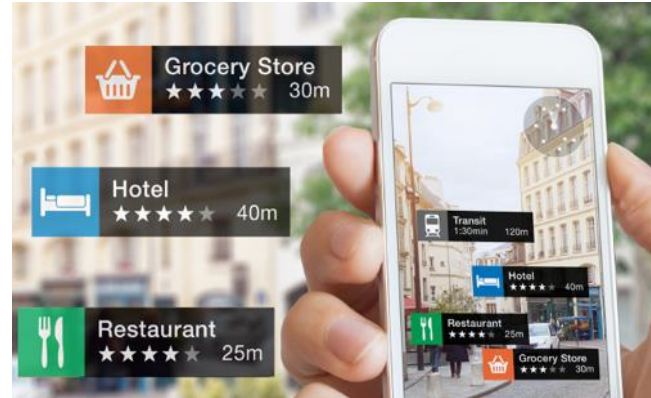 Grocery Store
30m
Hotel
40m
Restaurant
25m
Transit
1:30min 120m
Hotel
40m
Restaurant
25m
Grocery Store
30m